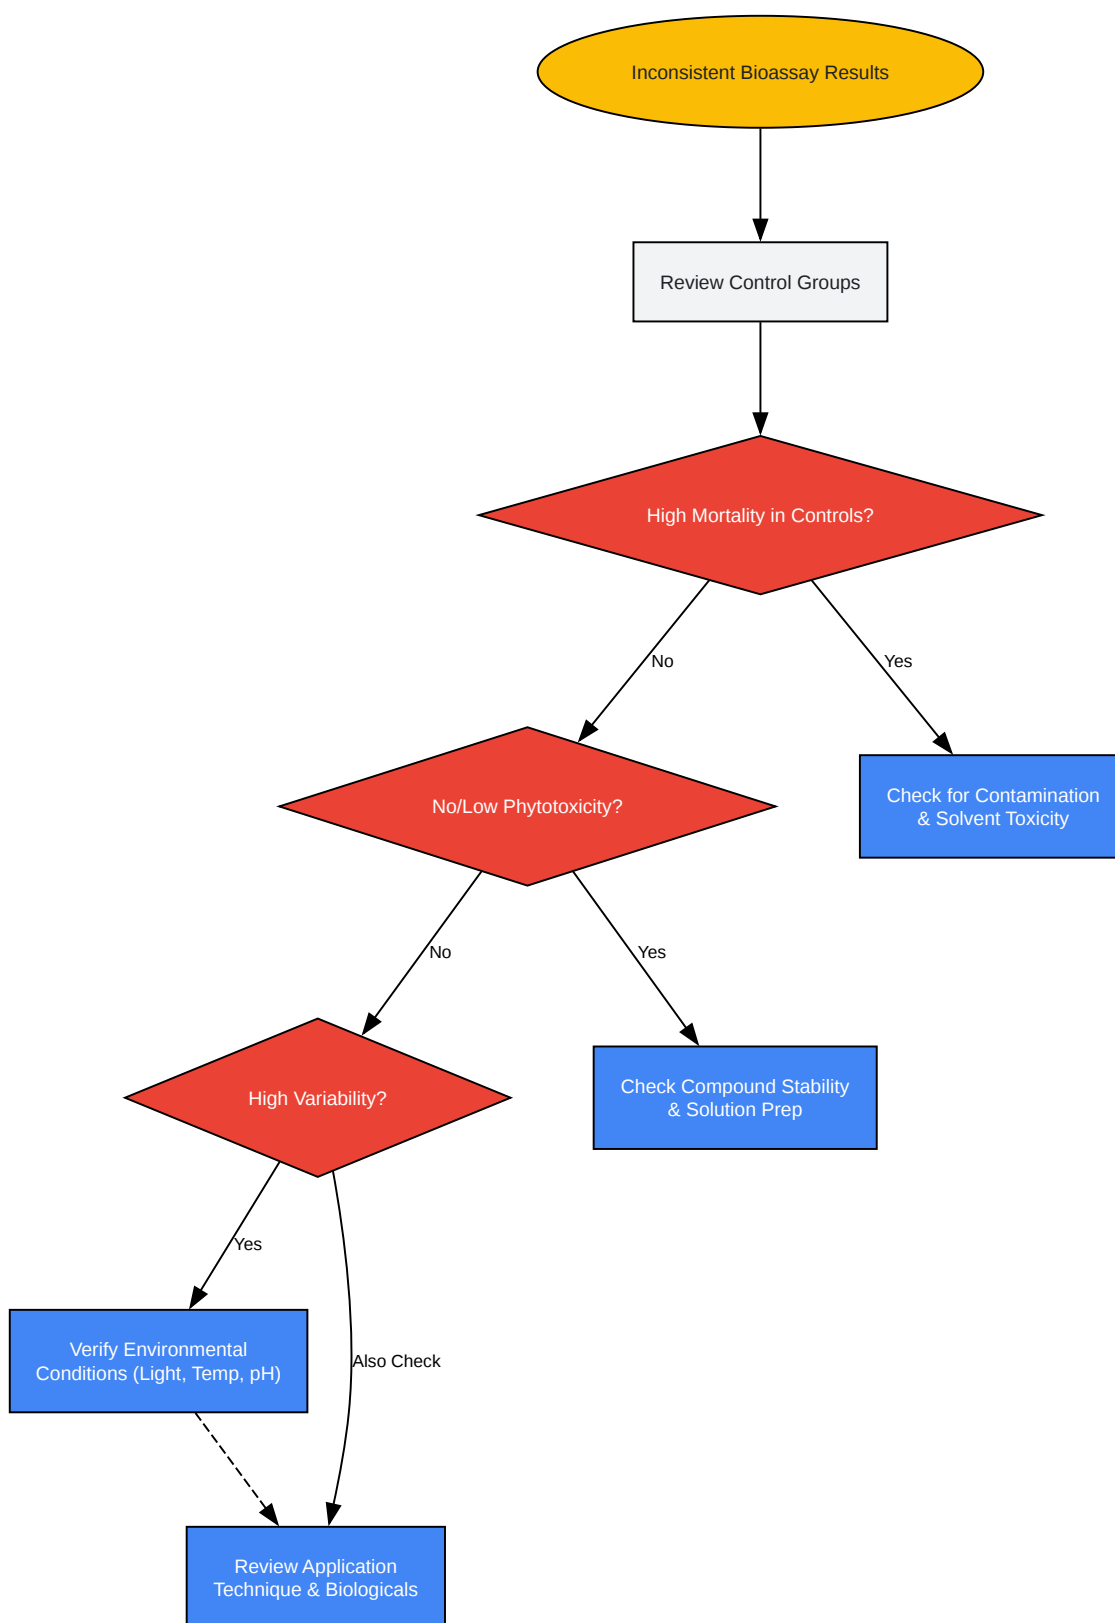 Inconsistent Bioassay Results
Review Control Groups
High Mortality in Controls?
No
Yes
No/Low Phytotoxicity?
Check for Contamination
& Solvent Toxicity
No
Yes
High Variability?
Check Compound Stability
& Solution Prep
Yes
Verify Environmental
Conditions (Light, Temp, pH)
Also Check
Review Application
Technique & Biologicals